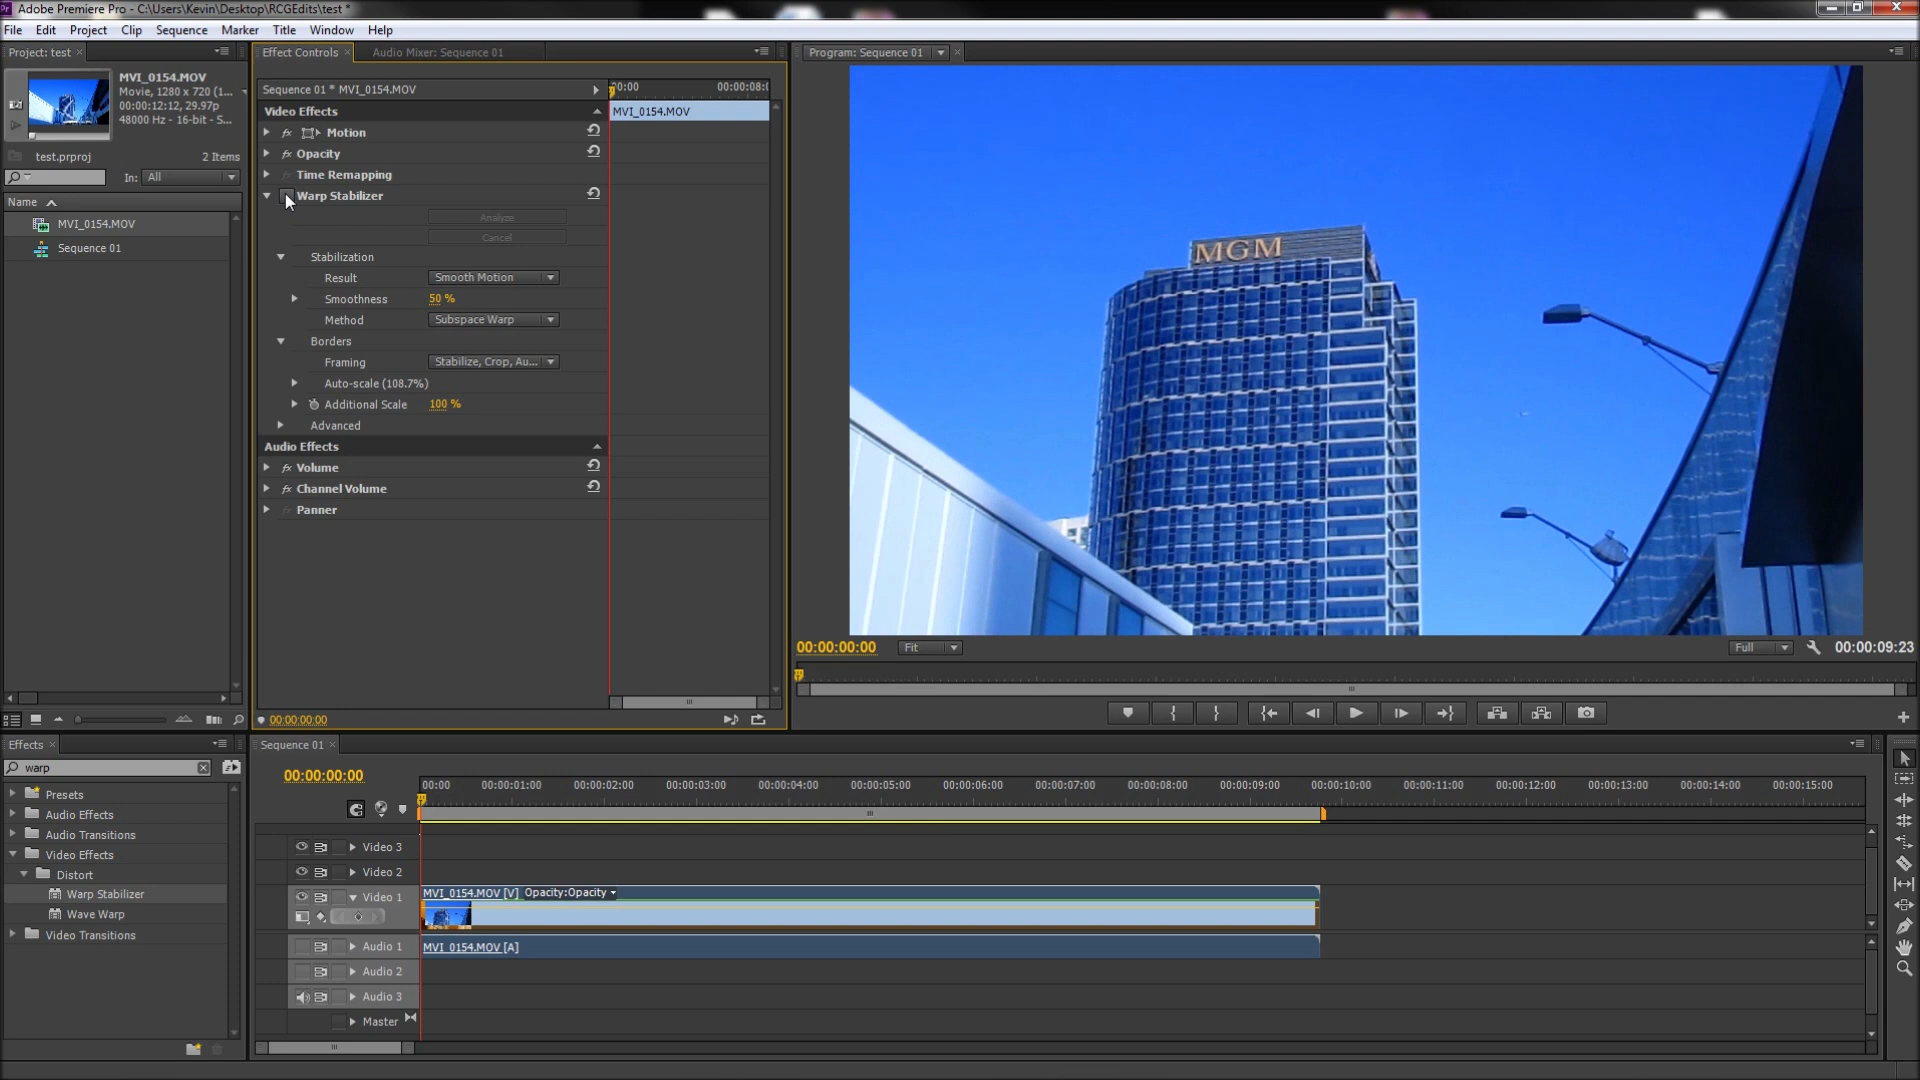 Adobe Premiere Pro - C:\Users\Kevin\Desktop\RCGEdits\test *
File Edit Project Clip Sequence Marker Title Window Help
Project: test
MVI_0154.MOV
Movie, 1280 x 720 (1...
00:00:12:12, 29.97p
48000 Hz - 16-bit - S...
test.prproj 2 Items
In: All
Name
MVI_0154.MOV
Sequence 01
Effect Controls Audio Mixer: Sequence 01
Sequence 01 * MVI_0154.MOV
00:00 00:00:08:0
Video Effects MVI_0154.MOV
fx Motion
fx Opacity
Time Remapping
Warp Stabilizer
Analyze
Cancel
Stabilization
Result Smooth Motion
Smoothness 50 %
Method Subspace Warp
Borders
Framing Stabilize, Crop, Au...
Auto-scale (108.7%)
Additional Scale 100 %
Advanced
Audio Effects
fx Volume
fx Channel Volume
Panner
00:00:00:00
Program: Sequence 01
MGM
00:00:00:00 Fit Full 00:00:09:23
Effects
warp
Presets
Audio Effects
Audio Transitions
Video Effects
Distort
Warp Stabilizer
Wave Warp
Video Transitions
Sequence 01
00:00:00:00
00:00 00:00:01:00 00:00:02:00 00:00:03:00 00:00:04:00 00:00:05:00 00:00:06:00 00:00:07:00 00:00:08:00 00:00:09:00 00:00:10:00 00:00:11:00 00:00:12:00 00:00:13:00 00:00:14:00 00:00:15:00
Video 3
Video 2
Video 1 MVI_0154.MOV [V] Opacity:Opacity
Audio 1 MVI_0154.MOV [A]
Audio 2
Audio 3
Master